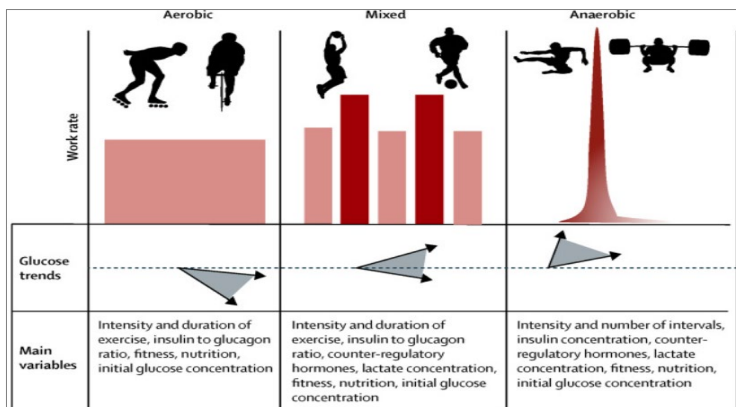 Aerobic
Mixed
Anaerobic
Work rate
Glucose
trends
Main
variables
Intensity and duration of
exercise, insulin to glucagon
ratio, fitness, nutrition,
initial glucose concentration
Intensity and duration of
exercise, insulin to glucagon
ratio, counter-regulatory
hormones, lactate concentration,
fitness, nutrition, initial glucose
concentration
Intensity and number of intervals,
insulin concentration, counter-
regulatory hormones, lactate
concentration, fitness, nutrition,
initial glucose concentration